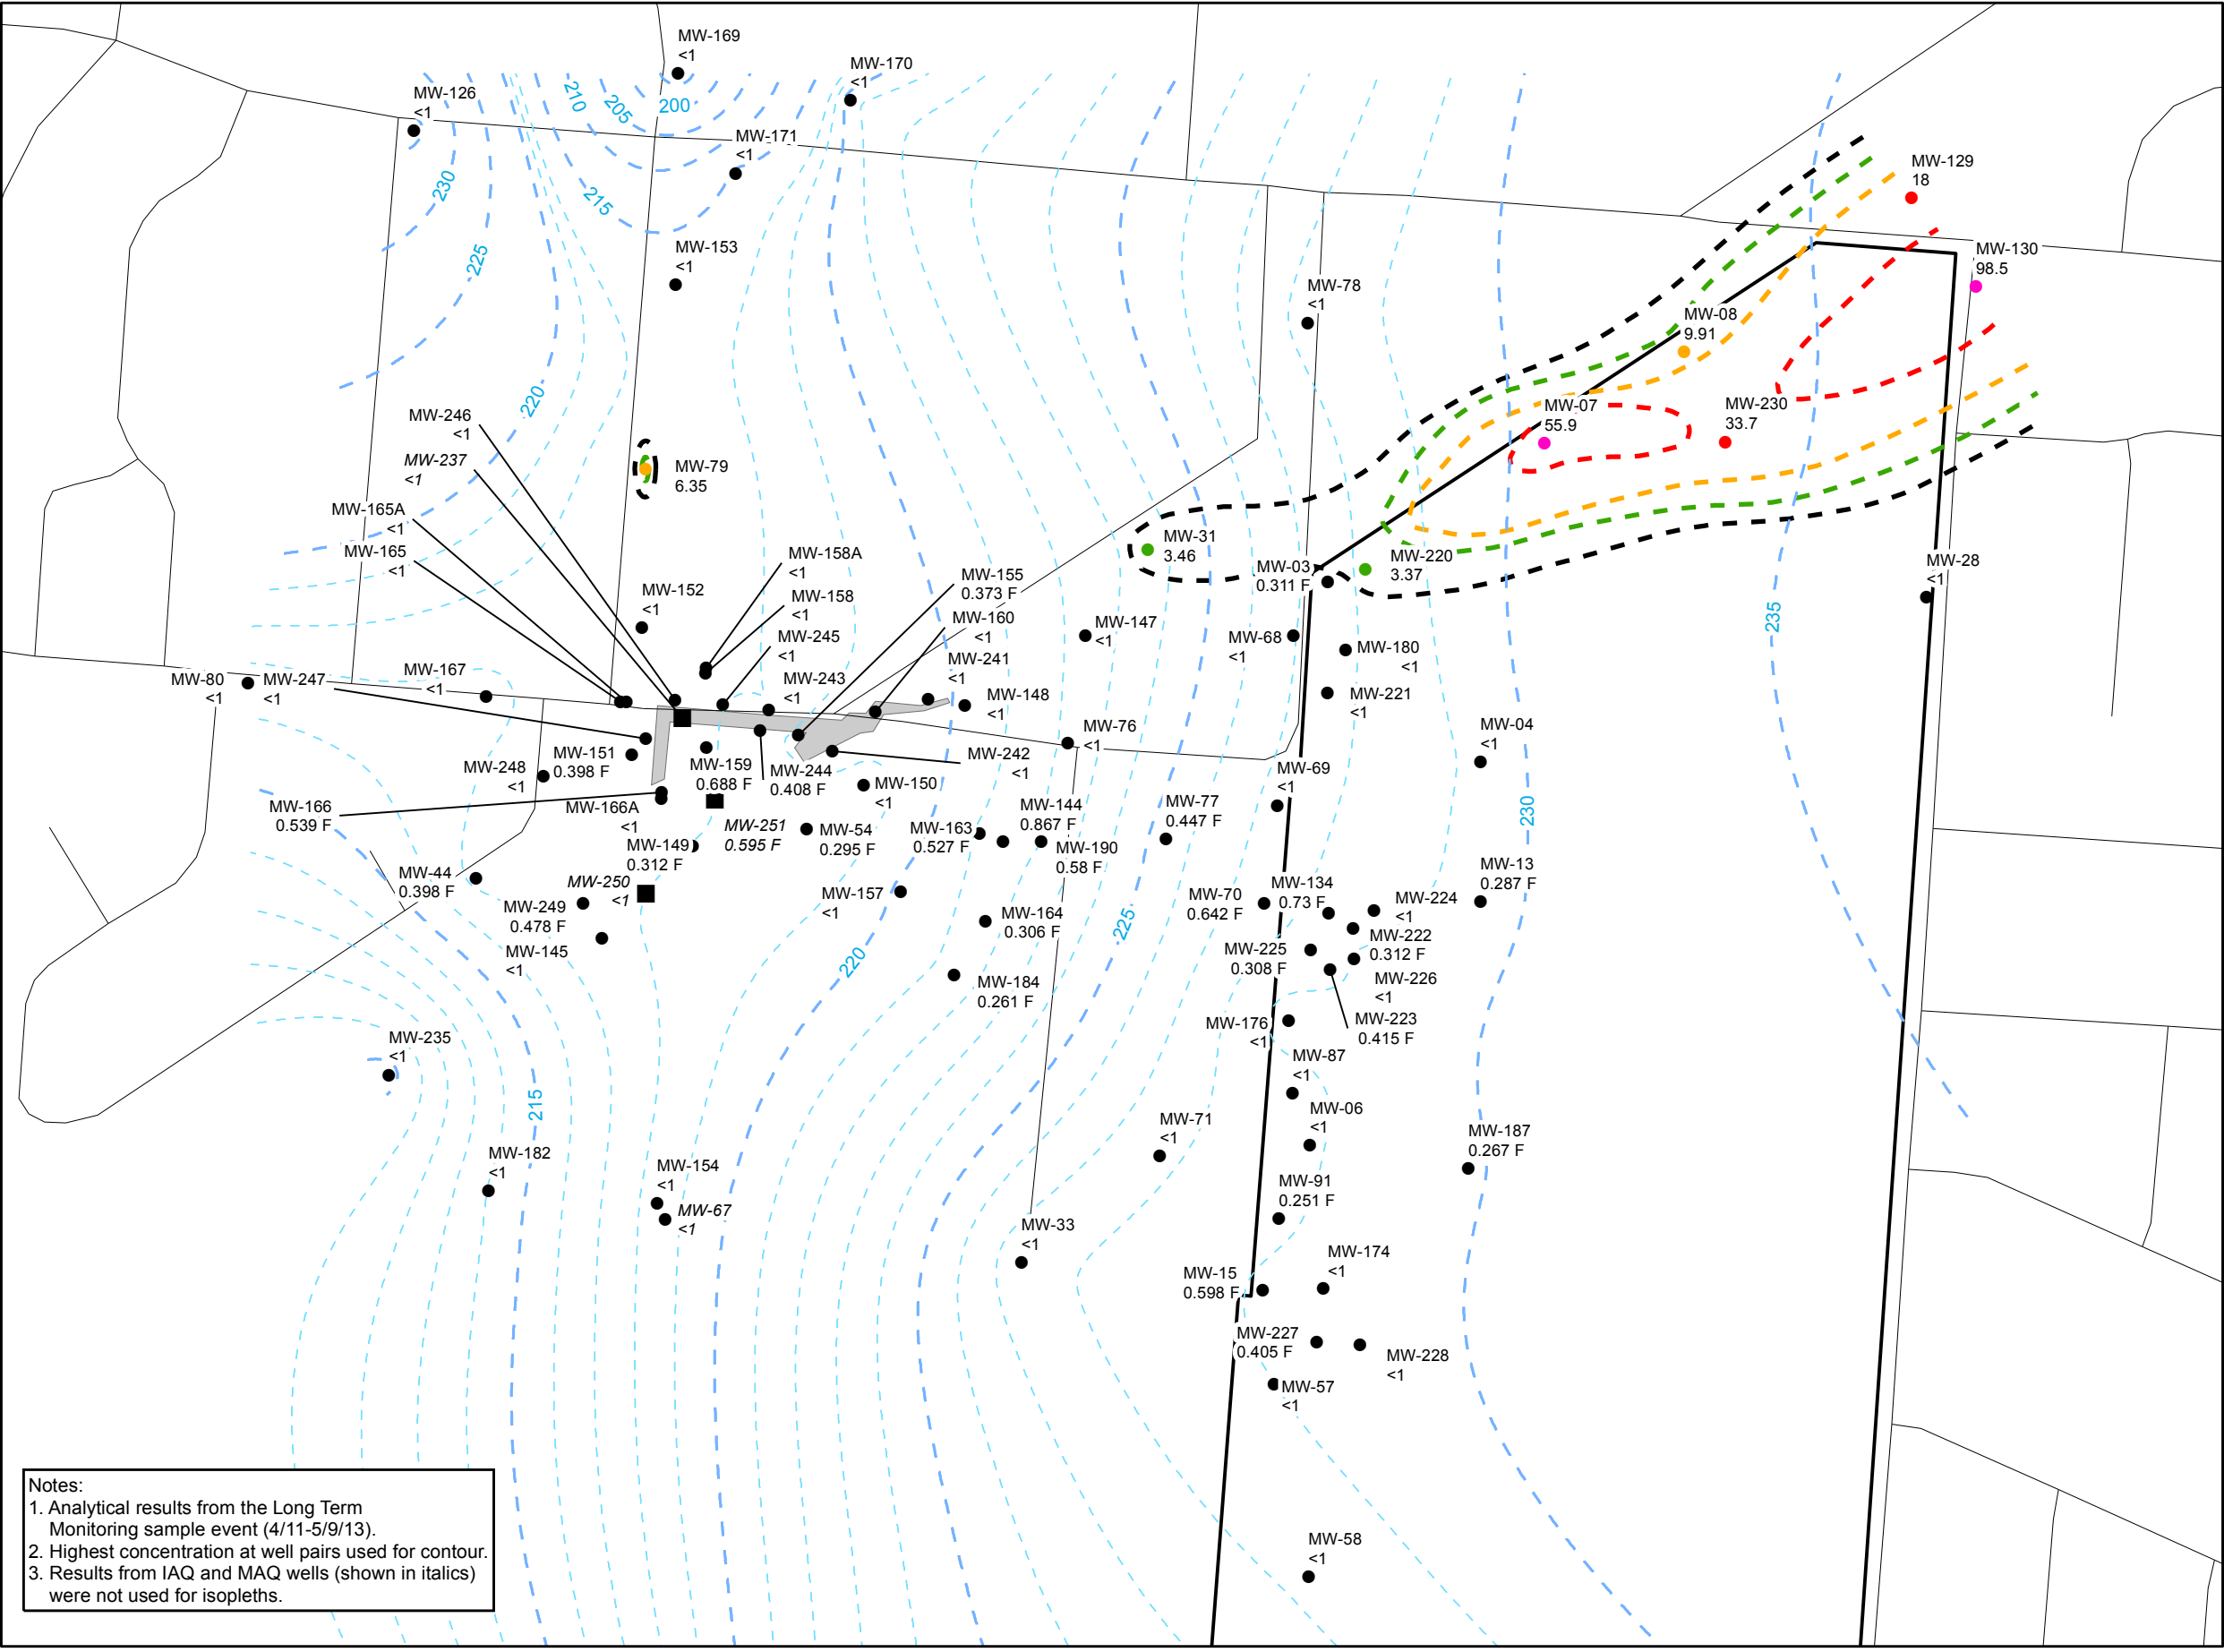 MW-169
<1
MW-170
<1
MW-126
<1
210
205
200
MW-171
<1
MW-129
18
230
215
MW-153
<1
225
MW-130
98.5
MW-78
<1
MW-08
9.91
220
MW-246
<1
MW-07
55.9
MW-230
33.7
MW-237
<1
MW-79
6.35
MW-165A
<1
MW-165
<1
MW-31
3.46
MW-158A
<1
MW-03
0.311 F
MW-220
3.37
MW-28
<1
MW-155
0.373 F
MW-152
<1
MW-158
<1
MW-160
<1
235
MW-245
<1
MW-147
<1
MW-68
<1
MW-180
<1
MW-241
<1
MW-167
<1
MW-80
<1
MW-247
<1
MW-243
<1
MW-148
<1
MW-221
<1
MW-76
<1
MW-04
<1
MW-151
0.398 F
MW-248
<1
MW-159
0.688 F
MW-244
0.408 F
MW-242
<1
MW-69
<1
MW-150
<1
MW-166
0.539 F
MW-166A
<1
MW-144
0.867 F
MW-77
0.447 F
230
MW-251
0.595 F
MW-54
0.295 F
MW-163
0.527 F
MW-149
0.312 F
MW-190
0.58 F
MW-44
0.398 F
MW-250
<1
MW-157
<1
MW-70
0.642 F
MW-134
0.73 F
MW-13
0.287 F
MW-224
<1
MW-249
0.478 F
MW-164
0.306 F
225
MW-222
0.312 F
MW-145
<1
MW-225
0.308 F
220
MW-184
0.261 F
MW-226
<1
MW-176
<1
MW-223
0.415 F
MW-235
<1
MW-87
<1
215
MW-06
<1
MW-71
<1
MW-187
0.267 F
MW-182
<1
MW-154
<1
MW-91
0.251 F
MW-67
<1
MW-33
<1
MW-174
<1
MW-15
0.598 F
MW-227
0.405 F
MW-228
<1
MW-57
<1
Notes:
1. Analytical results from the Long Term
Monitoring sample event (4/11-5/9/13).
2. Highest concentration at well pairs used for contour.
3. Results from IAQ and MAQ wells (shown in italics)
were not used for isopleths.
MW-58
<1